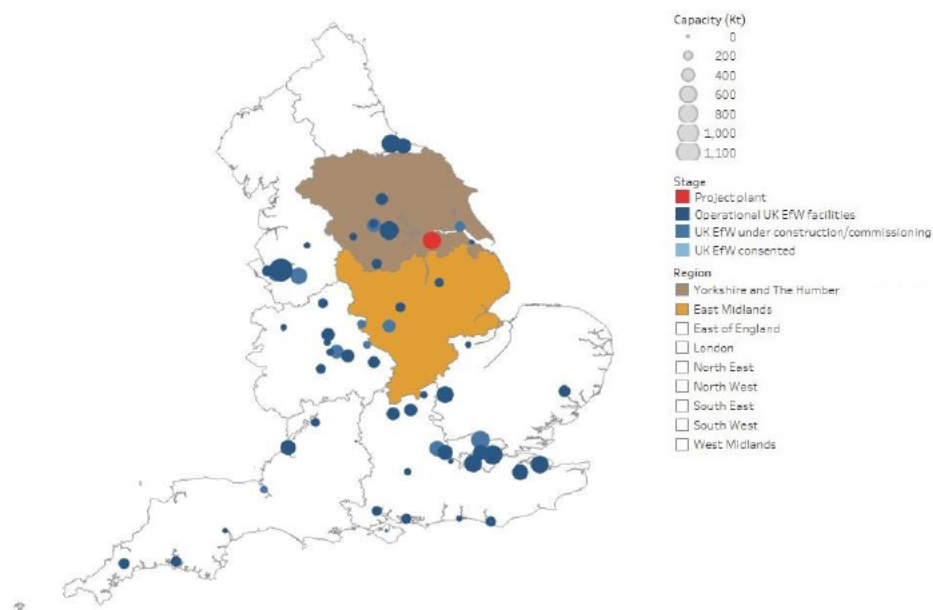 Capacity (Kt)
0
200
400
600
800
1,000
1,100
Stage
Project plant
Operational UK EfW facilities
UK EfW under construction/commissioning
UK EfW consented
Region
Yorkshire and The Humber
East Midlands
East of England
London
North East
North West
South East
South West
West Midlands